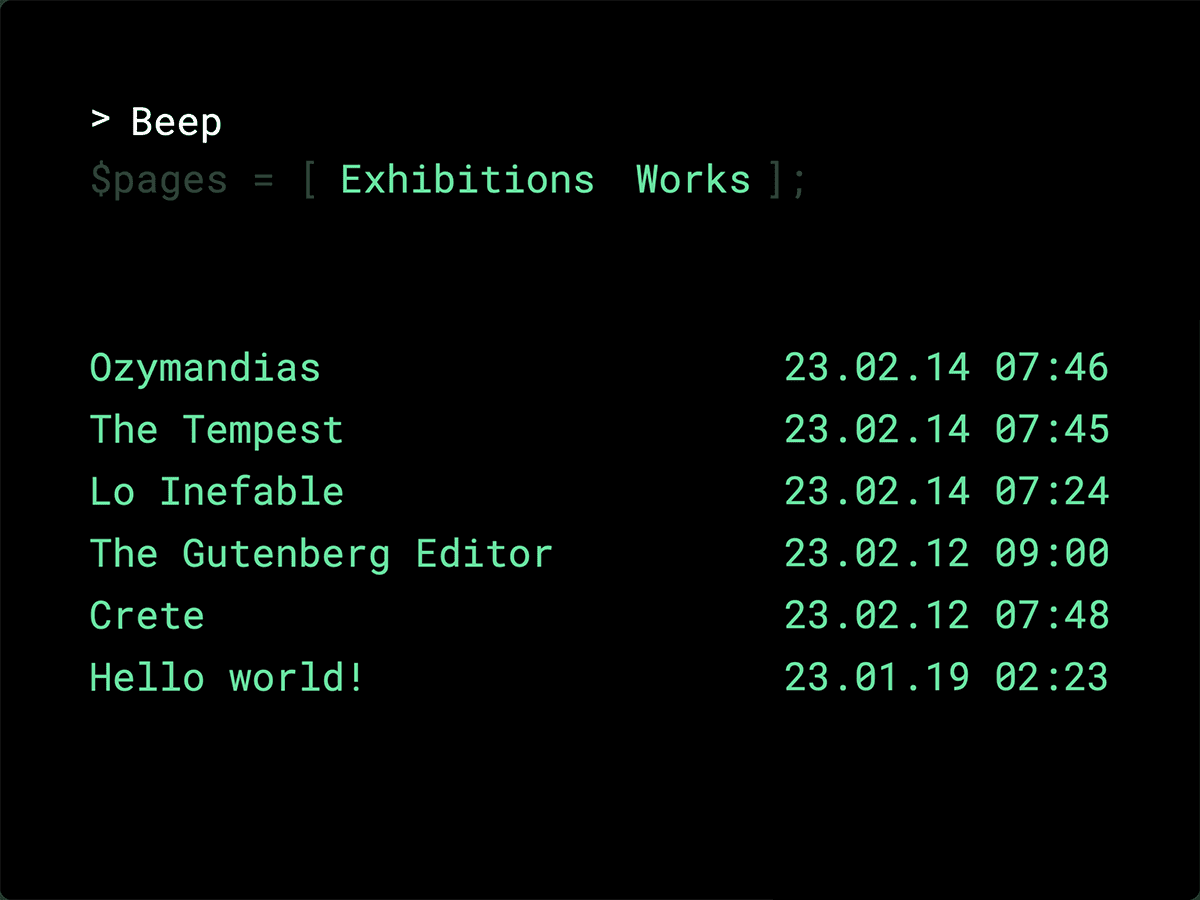 > Beep
$pages = [ Exhibitions Works ];
Ozymandias 23.02.14 07:46
The Tempest 23.02.14 07:45
Lo Inefable 23.02.14 07:24
The Gutenberg Editor 23.02.12 09:00
Crete 23.02.12 07:48
Hello world! 23.01.19 02:23